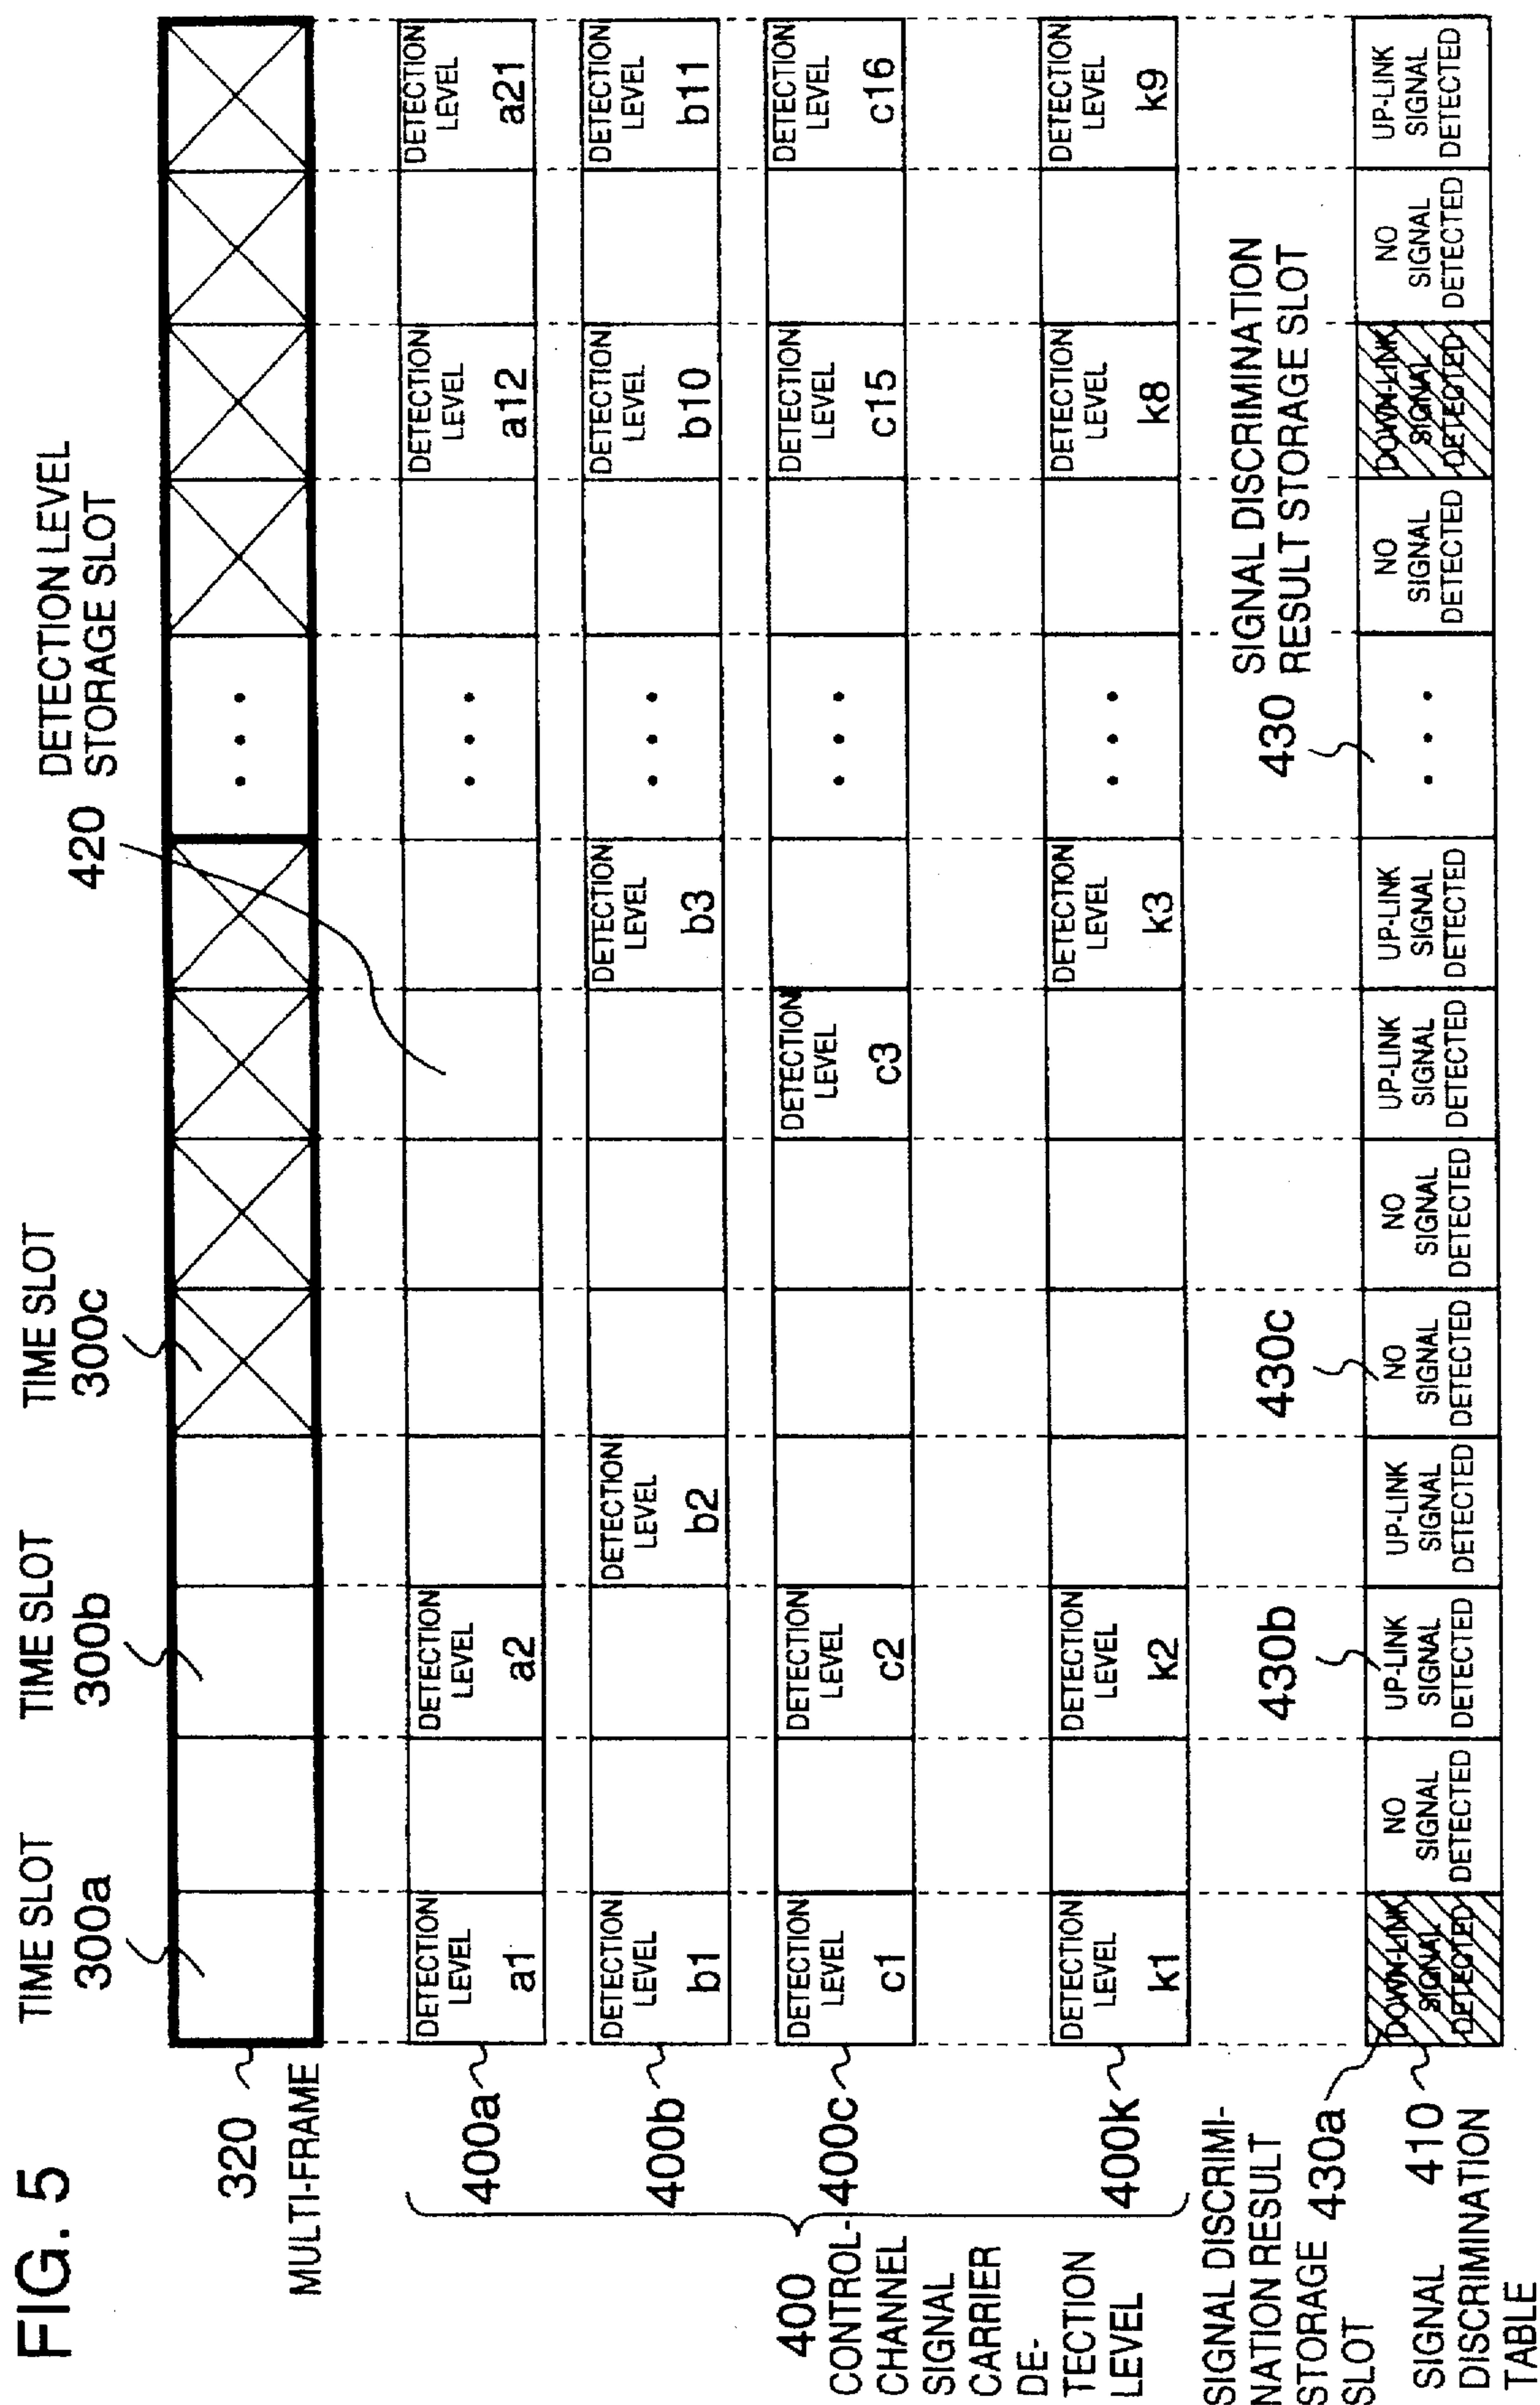 FIG. 5
TIME SLOT
300a
TIME SLOT
300b
TIME SLOT
300c
420 DETECTION LEVEL
STORAGE SLOT
320
MULTI-FRAME
• • •
400a
DETECTION
LEVEL
a1
DETECTION
LEVEL
a2
• • •
DETECTION
LEVEL
a12
DETECTION
LEVEL
a21
400b
DETECTION
LEVEL
b1
DETECTION
LEVEL
b2
DETECTION
LEVEL
b3
• • •
DETECTION
LEVEL
b10
DETECTION
LEVEL
b11
400c
DETECTION
LEVEL
c1
DETECTION
LEVEL
c2
DETECTION
LEVEL
c3
• • •
DETECTION
LEVEL
c15
DETECTION
LEVEL
c16
400
CONTROL-
CHANNEL
SIGNAL
CARRIER
DE-
TECTION
LEVEL
400k
DETECTION
LEVEL
k1
DETECTION
LEVEL
k2
DETECTION
LEVEL
k3
• • •
DETECTION
LEVEL
k8
DETECTION
LEVEL
k9
SIGNAL DISCRIMI-
NATION RESULT
STORAGE 430a
SLOT
430b
430c
430 SIGNAL DISCRIMINATION
RESULT STORAGE SLOT
SIGNAL 410
DISCRIMINATION
TABLE
DOWN-LINK
SIGNAL
DETECTED
NO
SIGNAL
DETECTED
UP-LINK
SIGNAL
DETECTED
UP-LINK
SIGNAL
DETECTED
NO
SIGNAL
DETECTED
NO
SIGNAL
DETECTED
UP-LINK
SIGNAL
DETECTED
UP-LINK
SIGNAL
DETECTED
• • •
NO
SIGNAL
DETECTED
DOWN-LINK
SIGNAL
DETECTED
NO
SIGNAL
DETECTED
UP-LINK
SIGNAL
DETECTED